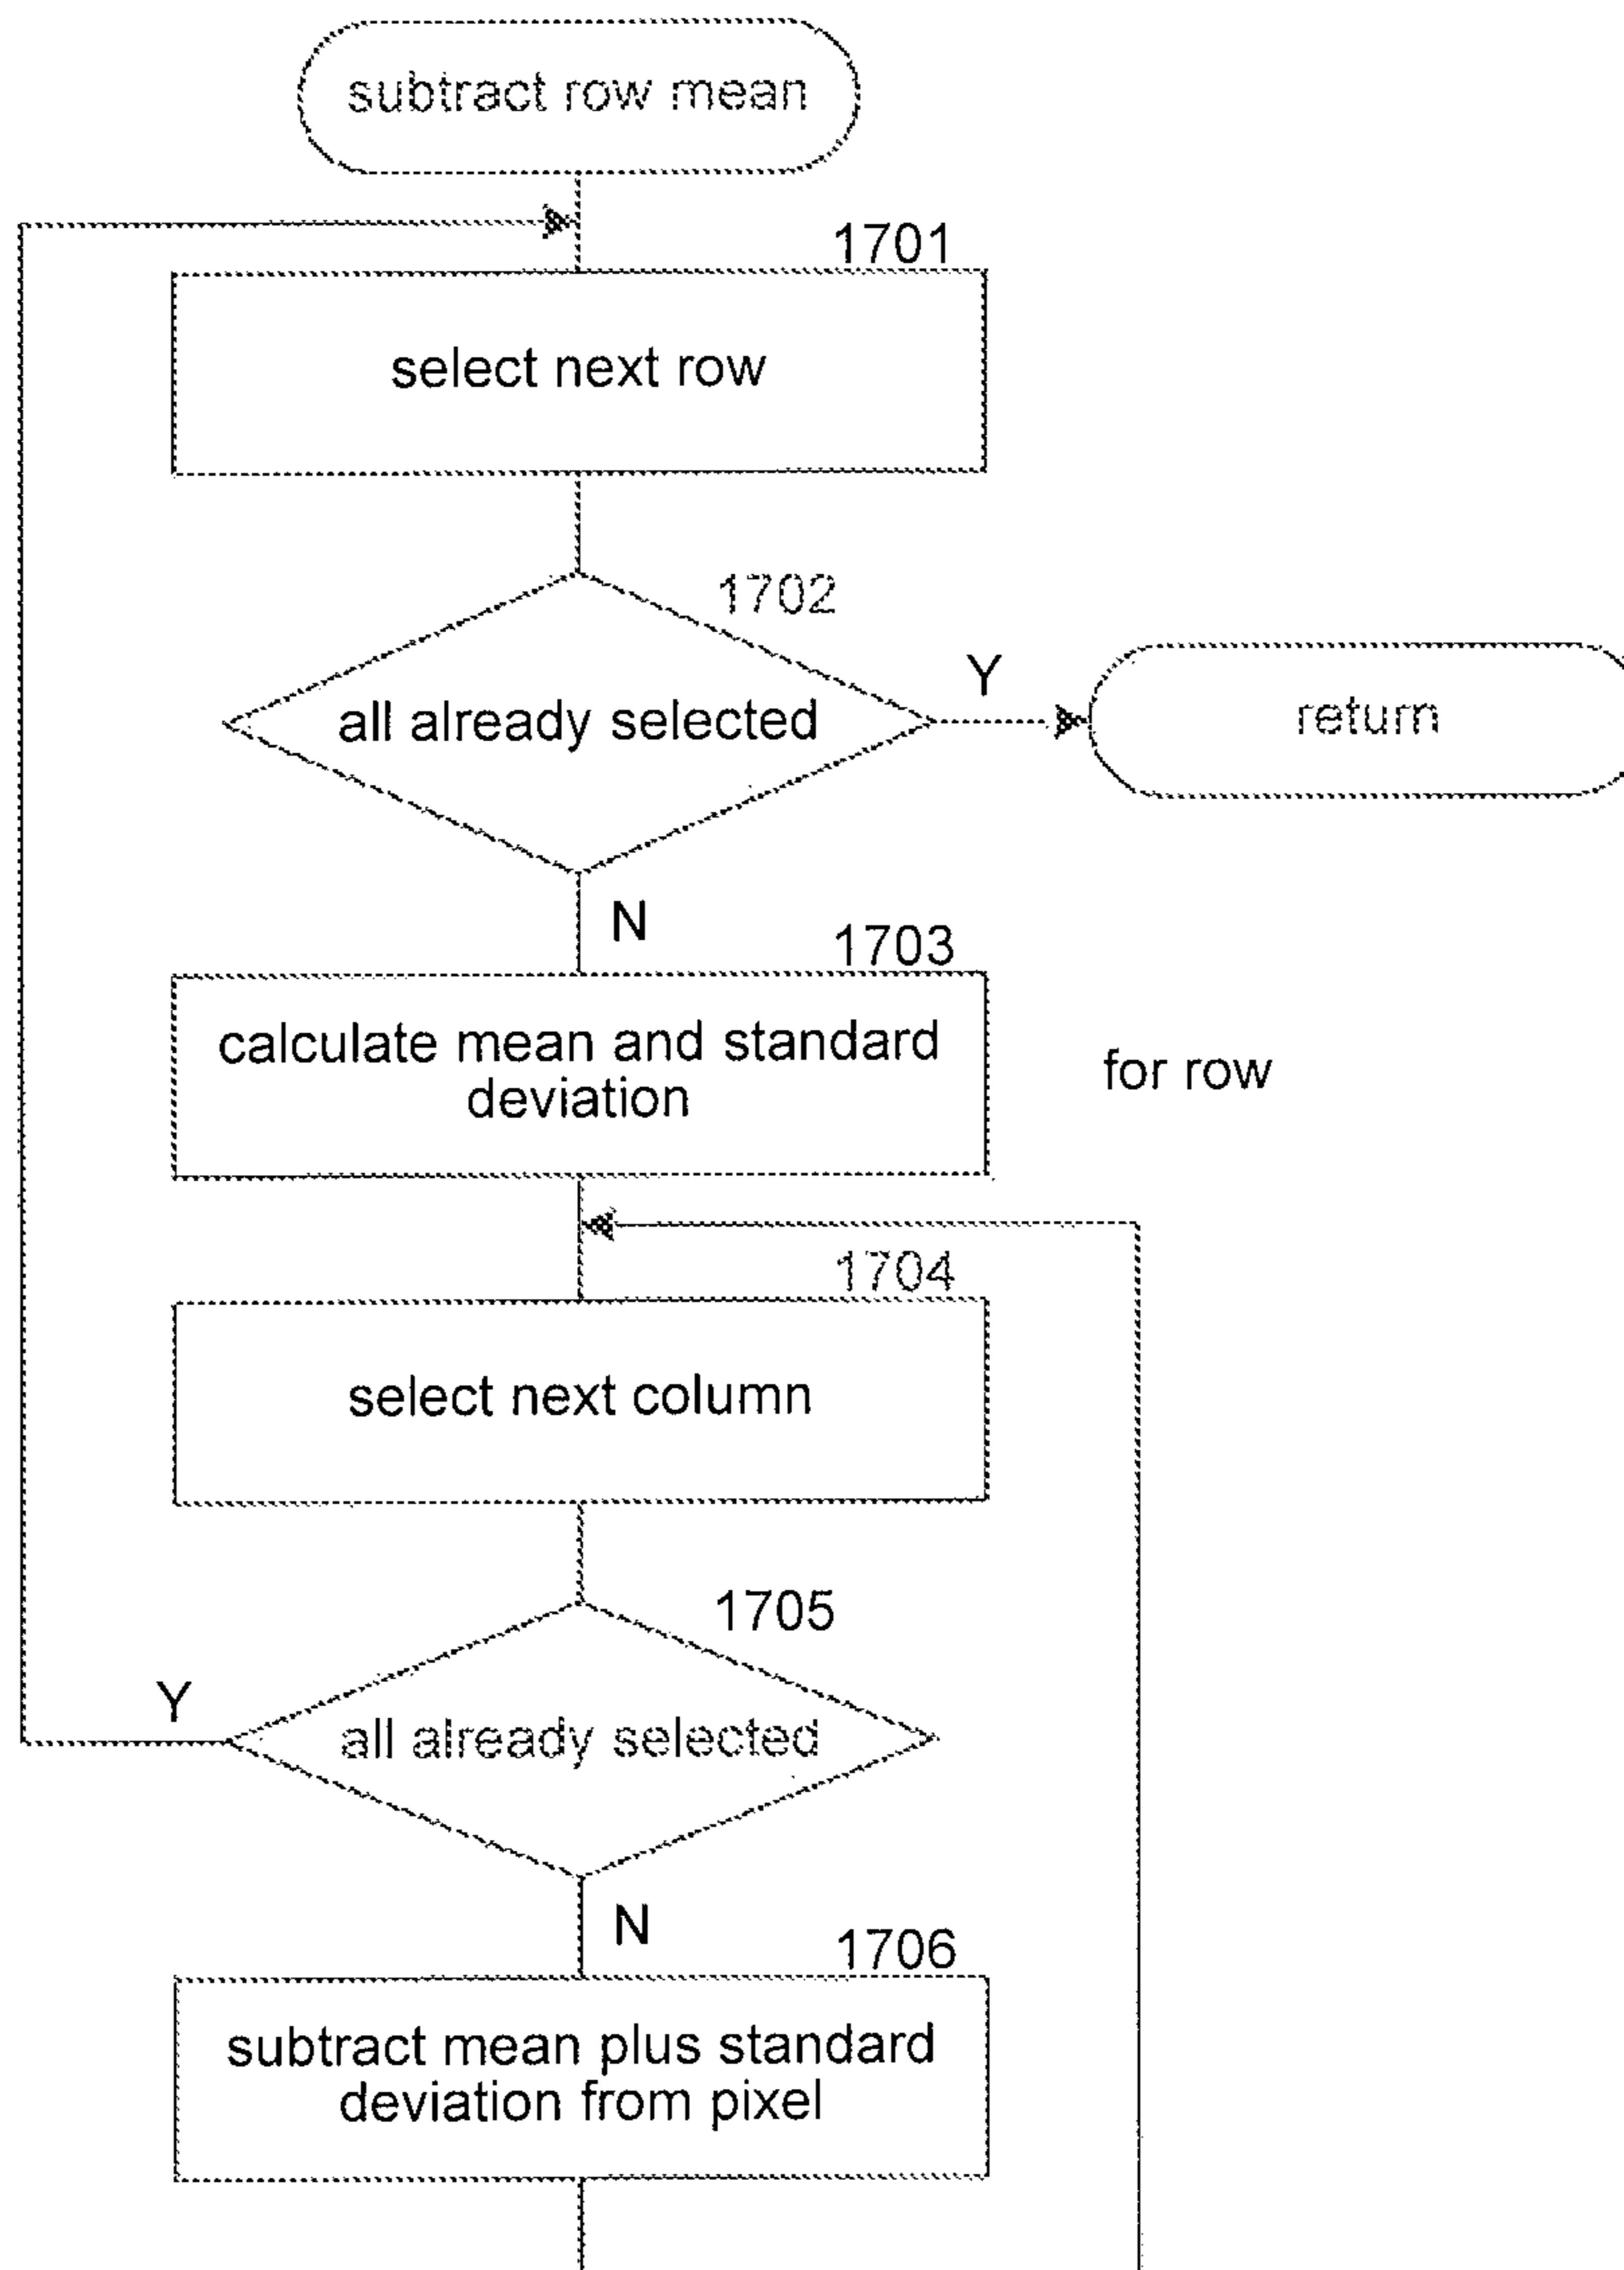 subtract row mean
1701
select next row
1702
all already selected
Y
return
N
1703
calculate mean and standard
deviation
for row
1704
select next column
1705
Y
all already selected
N
1706
subtract mean plus standard
deviation from pixel